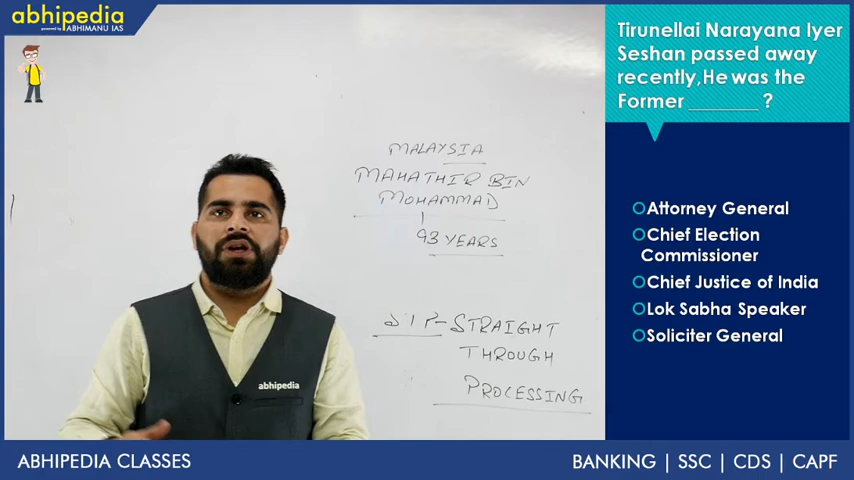 abhipedia
powered by ABHIMANU IAS
Tirunellai Narayana Iyer
Seshan passed away
recently,He was the
Former _______ ?
MALAYSIA
MAHATHIR BIN
MOHAMMAD
93 YEARS
STP-STRAIGHT
THROUGH
PROCESSING
Attorney General
Chief Election
Commissioner
Chief Justice of India
Lok Sabha Speaker
Soliciter General
abhipedia
ABHIPEDIA CLASSES
BANKING | SSC | CDS | CAPF